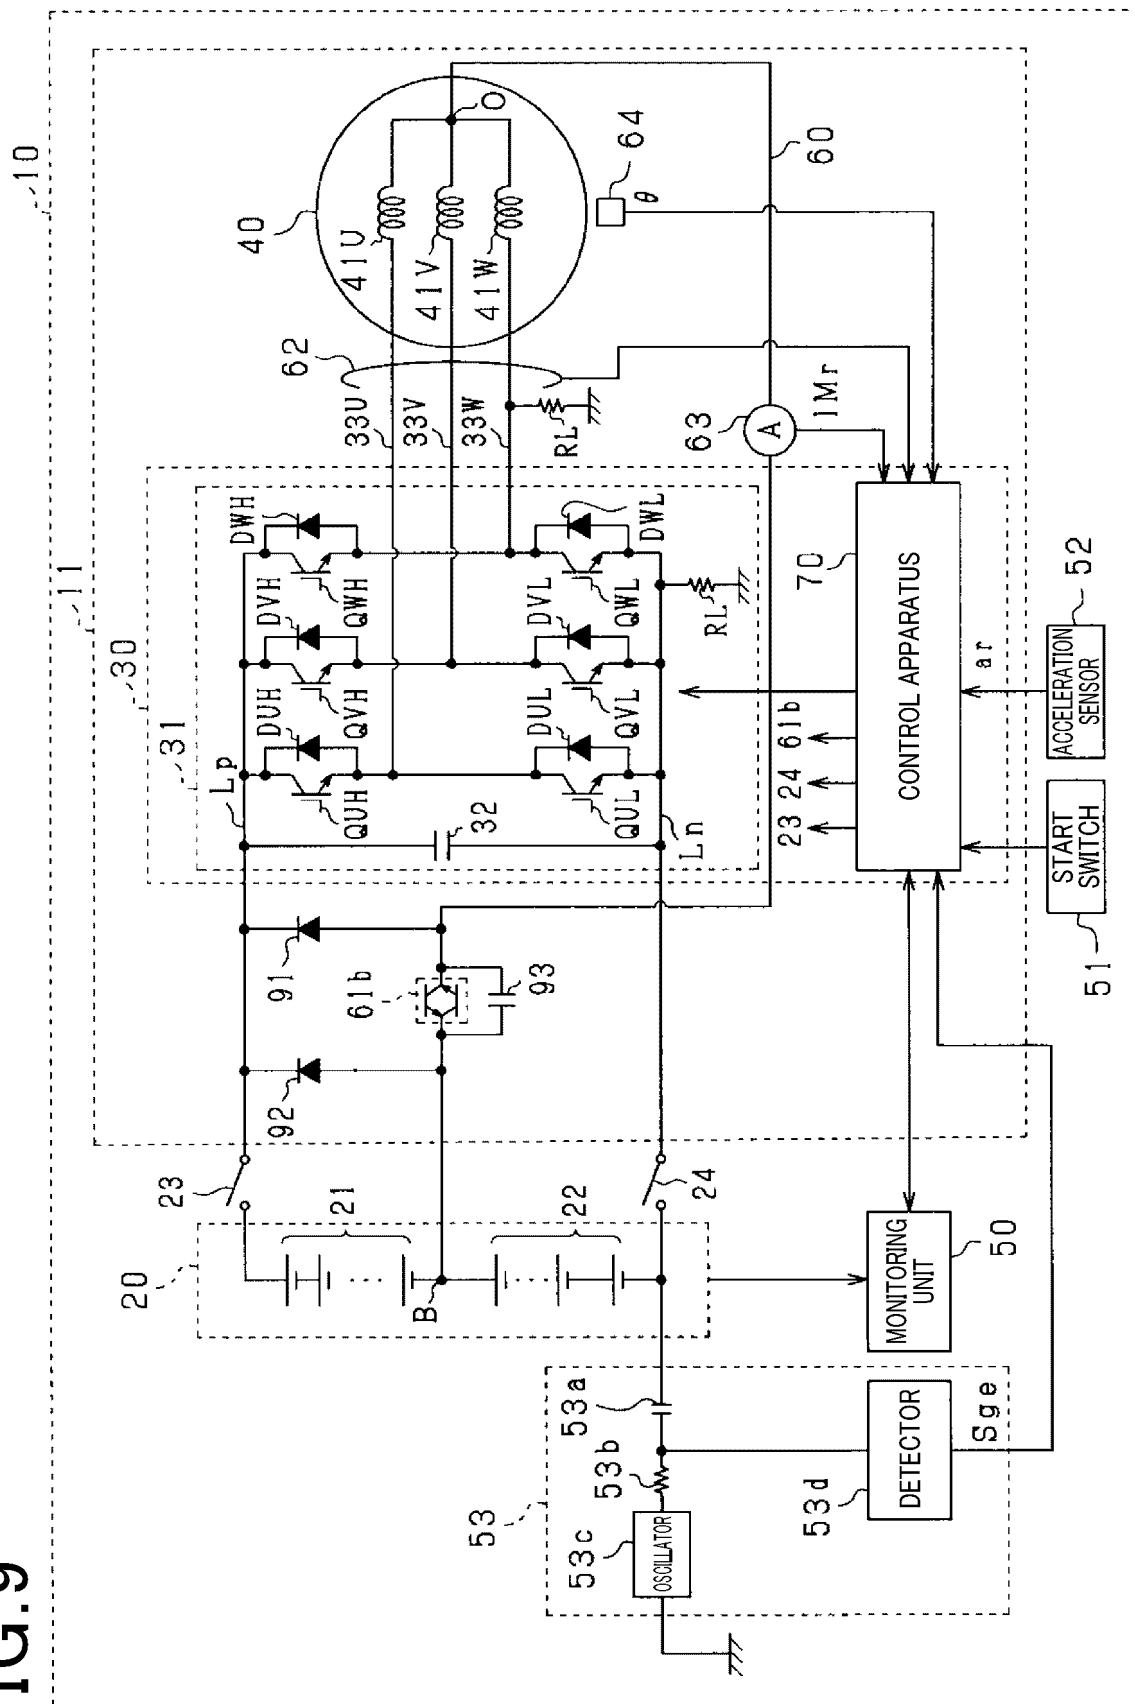 IG.9
10
11
30
31
40
41U
41V
41W
O
64
θ
60
62
33U
33V
33W
RL
63
A
IMr
DWH
DVH
DUH
QWH
QVH
QUH
Lp
DWL
DVL
DUL
QWL
QVL
QUL
RL
32
Ln
70
CONTROL APPARATUS
61b
24
23
ar
52
ACCELERATION
SENSOR
START
SWITCH
51
91
61b
93
92
23
24
21
22
20
B
MONITORING
UNIT
50
53
53a
53b
53c
OSCILLATOR
53d
DETECTOR
Sge